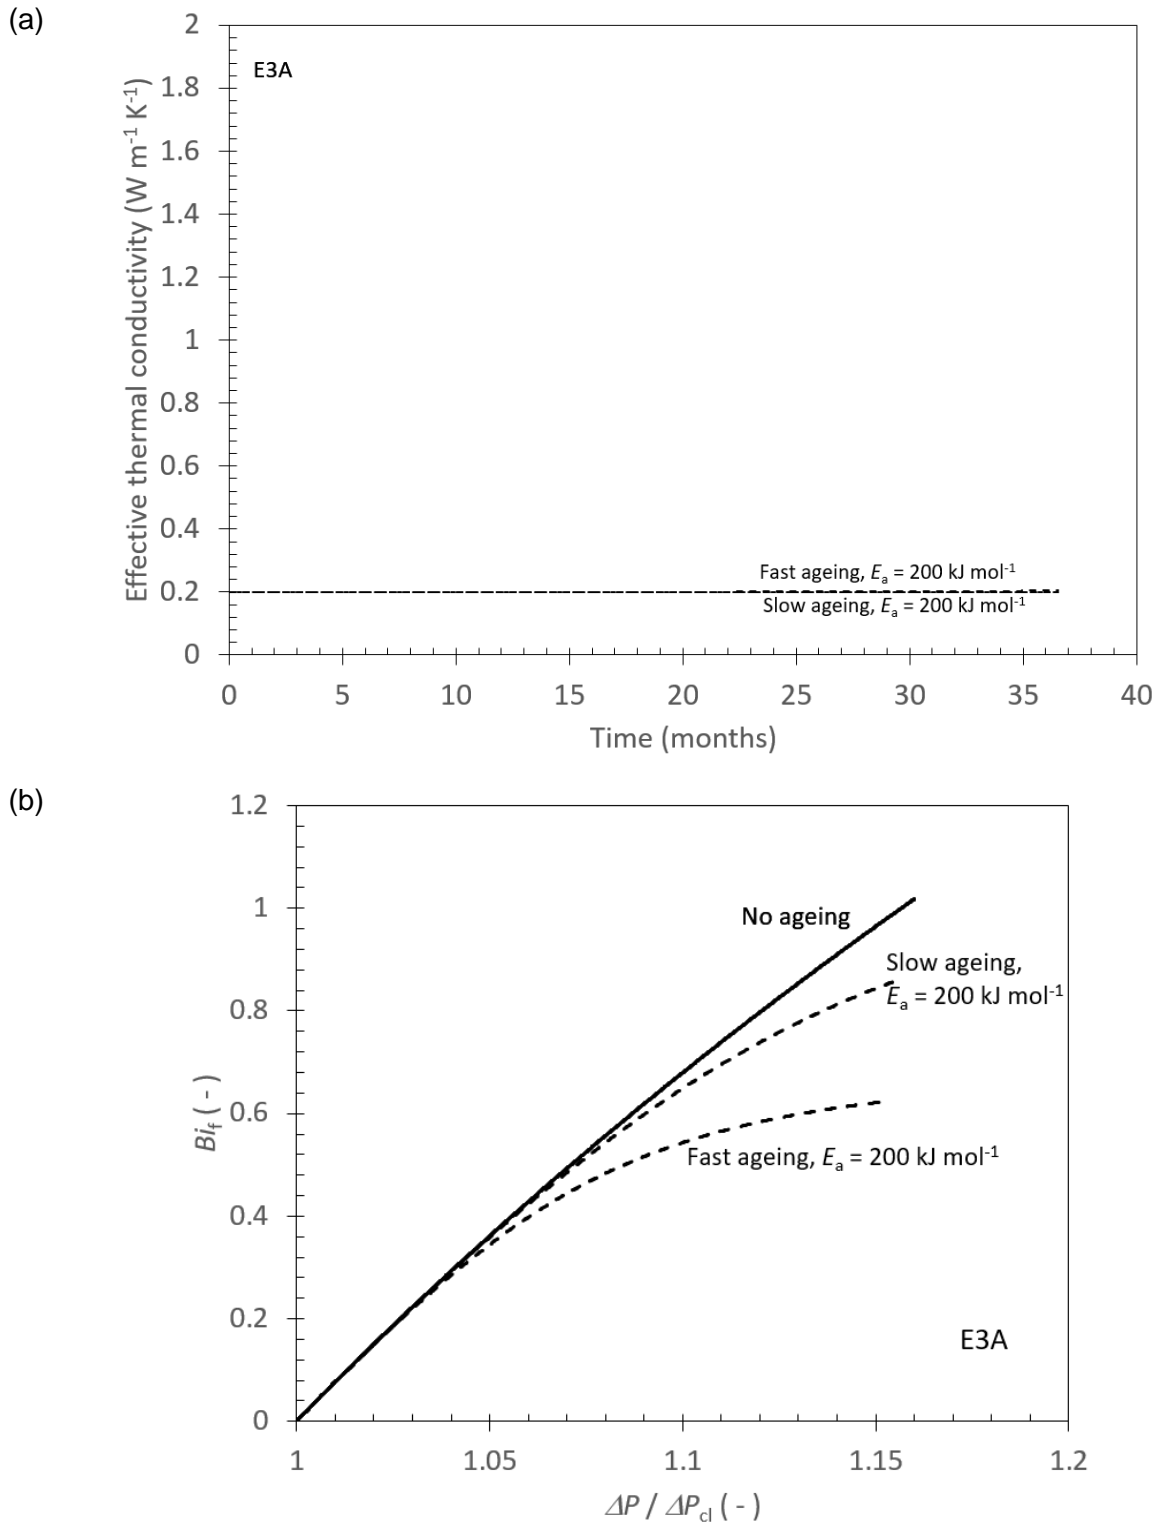 (a)
Effective thermal conductivity (W m⁻¹ K⁻¹)
2
1.8
1.6
1.4
1.2
1
0.8
0.6
0.4
0.2
0
E3A
Fast ageing, Eₐ = 200 kJ mol⁻¹
Slow ageing, Eₐ = 200 kJ mol⁻¹
0 5 10 15 20 25 30 35 40
Time (months)
(b)
Bi_f ( - )
1.2
1
0.8
0.6
0.4
0.2
0
No ageing
Slow ageing,
Eₐ = 200 kJ mol⁻¹
Fast ageing, Eₐ = 200 kJ mol⁻¹
E3A
1 1.05 1.1 1.15 1.2
ΔP / ΔP_cl ( - )